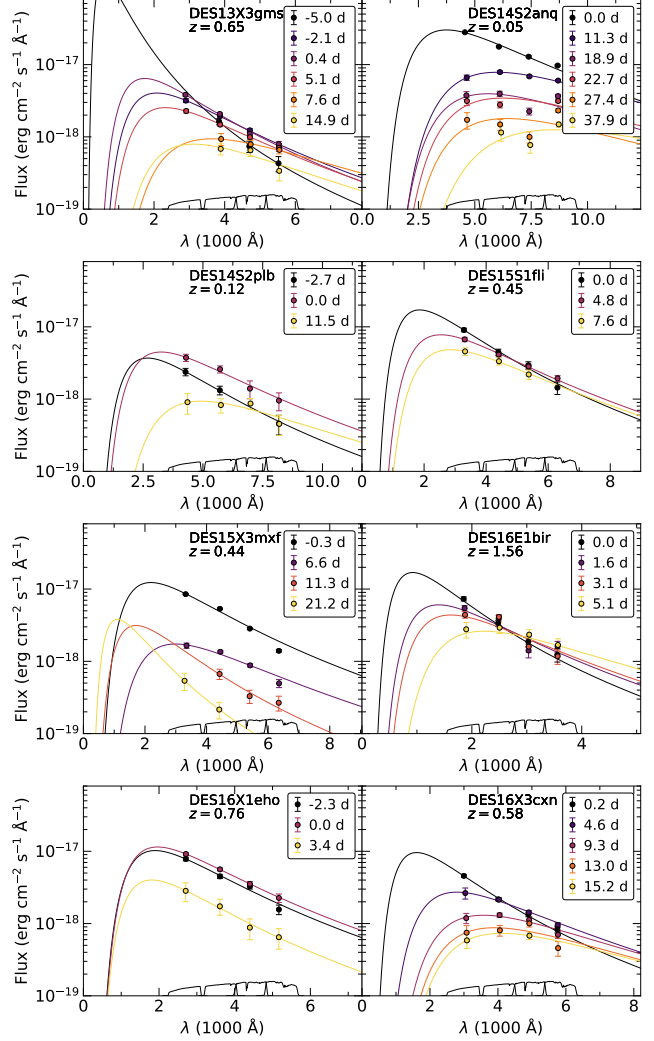 DES13X3gms
z = 0.65
-5.0 d
-2.1 d
0.4 d
5.1 d
7.6 d
14.9 d
10⁻¹⁷
10⁻¹⁸
10⁻¹⁹
Flux (erg cm⁻² s⁻¹ Å⁻¹)
0 2 4 6 8 0.0
λ (1000 Å)
DES14S2anq
z = 0.05
0.0 d
11.3 d
18.9 d
22.7 d
27.4 d
37.9 d
2.5 5.0 7.5 10.0
λ (1000 Å)
DES14S2plb
z = 0.12
-2.7 d
0.0 d
11.5 d
10⁻¹⁷
10⁻¹⁸
10⁻¹⁹
Flux (erg cm⁻² s⁻¹ Å⁻¹)
0.0 2.5 5.0 7.5 10.0
λ (1000 Å)
DES15S1fli
z = 0.45
0.0 d
4.8 d
7.6 d
0 2 4 6 8
λ (1000 Å)
DES15X3mxf
z = 0.44
-0.3 d
6.6 d
11.3 d
21.2 d
10⁻¹⁷
10⁻¹⁸
10⁻¹⁹
Flux (erg cm⁻² s⁻¹ Å⁻¹)
0 2 4 6 8
λ (1000 Å)
DES16E1bir
z = 1.56
0.0 d
1.6 d
3.1 d
5.1 d
0 2 4
λ (1000 Å)
DES16X1eho
z = 0.76
-2.3 d
0.0 d
3.4 d
10⁻¹⁷
10⁻¹⁸
10⁻¹⁹
Flux (erg cm⁻² s⁻¹ Å⁻¹)
0 2 4 6
λ (1000 Å)
DES16X3cxn
z = 0.58
0.2 d
4.6 d
9.3 d
13.0 d
15.2 d
0 2 4 6 8
λ (1000 Å)